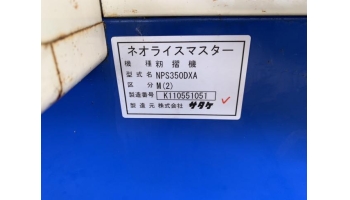 ネオライスマスター
機 種 籾摺機
型式名 NPS350DXA
区 分 M(2)
製造番号 K110551051
製造元 株式会社 サタケ